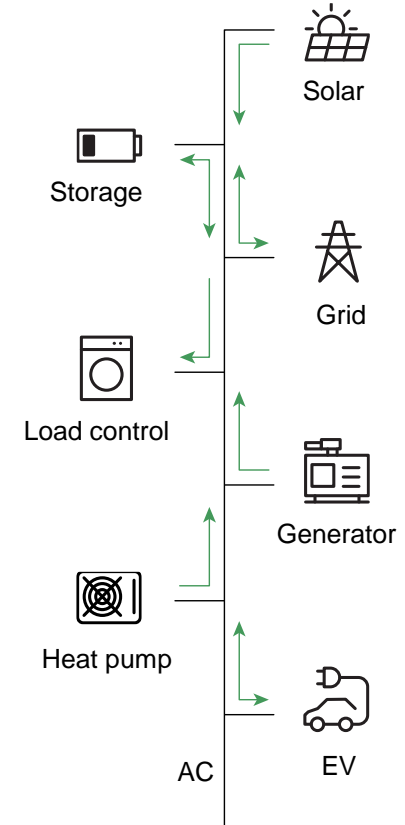 Solar
Storage
Grid
Load control
Generator
Heat pump
EV
AC